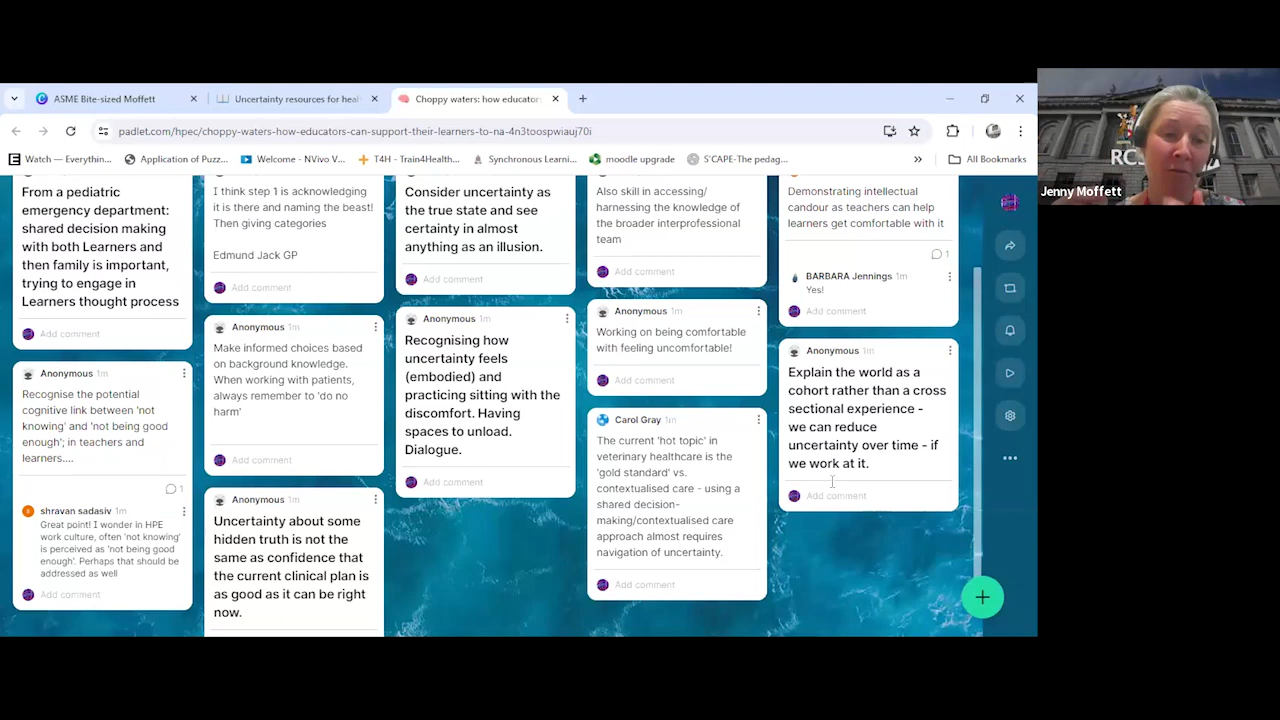 ASME Bite-sized Moffett
Uncertainty resources for heal
Choppy waters: how educator
padlet.com/hpec/choppy-waters-how-educators-can-support-their-learners-to-na-4n3toospwiauj70i
Watch — Everythin...
Application of Puzz...
Welcome - NVivo V...
T4H - Train4Health...
Synchronous Learni...
moodle upgrade
S'CAPE-The pedag...
»
All Bookmarks
From a pediatric
emergency department:
shared decision making
with both Learners and
then family is important,
trying to engage in
Learners thought process
Add comment
Anonymous 1m
Recognise the potential
cognitive link between 'not
knowing' and 'not being good
enough'; in teachers and
learners....
1
shravan sadasiv 1m
Great point! I wonder in HPE
work culture, often 'not knowing'
is perceived as 'not being good
enough'. Perhaps that should be
addressed as well
Add comment
I think step 1 is acknowledging
it is there and naming the beast!
Then giving categories
Edmund Jack GP
Add comment
Anonymous 1m
Make informed choices based
on background knowledge.
When working with patients,
always remember to 'do no
harm'
Add comment
Anonymous 1m
Uncertainty about some
hidden truth is not the
same as confidence that
the current clinical plan is
as good as it can be right
now.
Consider uncertainty as
the true state and see
certainty in almost
anything as an illusion.
Add comment
Anonymous 1m
Recognising how
uncertainty feels
(embodied) and
practicing sitting with the
discomfort. Having
spaces to unload.
Dialogue.
Add comment
Also skill in accessing/
harnessing the knowledge of
the broader interprofessional
team
Add comment
Anonymous 1m
Working on being comfortable
with feeling uncomfortable!
Add comment
Carol Gray 1m
The current 'hot topic' in
veterinary healthcare is the
'gold standard' vs.
contextualised care - using a
shared decision-
making/contextualised care
approach almost requires
navigation of uncertainty.
Add comment
Demonstrating intellectual
candour as teachers can help
learners get comfortable with it
1
BARBARA Jennings 1m
Yes!
Add comment
Anonymous 1m
Explain the world as a
cohort rather than a cross
sectional experience -
we can reduce
uncertainty over time - if
we work at it.
Add comment
Jenny Moffett